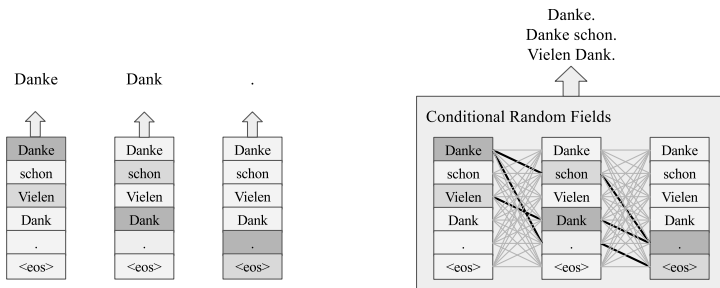 Danke
Dank
.
Danke
schon
Vielen
Dank
.
<eos>
Danke
schon
Vielen
Dank
.
<eos>
Danke
schon
Vielen
Dank
.
<eos>
Danke.
Danke schon.
Vielen Dank.
Conditional Random Fields
Danke
schon
Vielen
Dank
.
<eos>
Danke
schon
Vielen
Dank
.
<eos>
Danke
schon
Vielen
Dank
.
<eos>